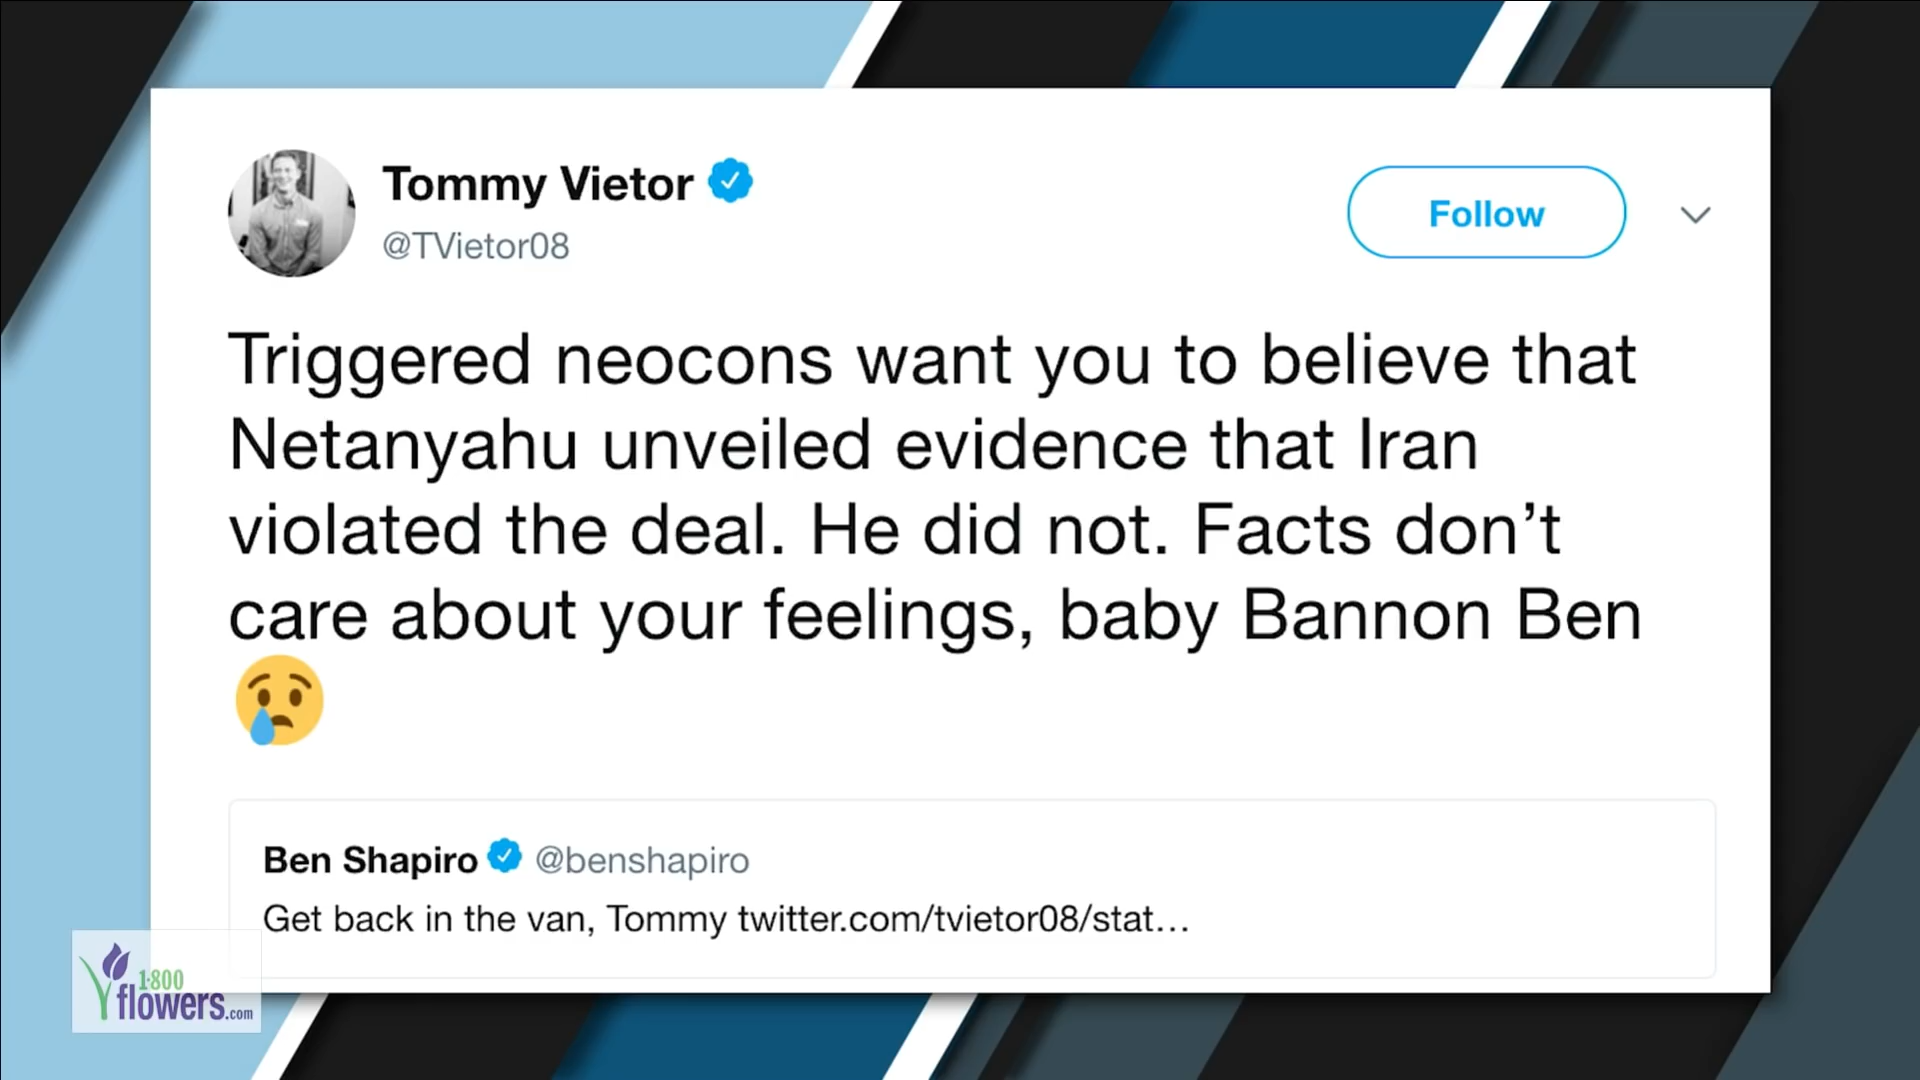 Tommy Vietor
@TVietor08
Follow
Triggered neocons want you to believe that
Netanyahu unveiled evidence that Iran
violated the deal. He did not. Facts don’t
care about your feelings, baby Bannon Ben
😢
Ben Shapiro @benshapiro
Get back in the van, Tommy twitter.com/tvietor08/stat…
1-800
flowers.com